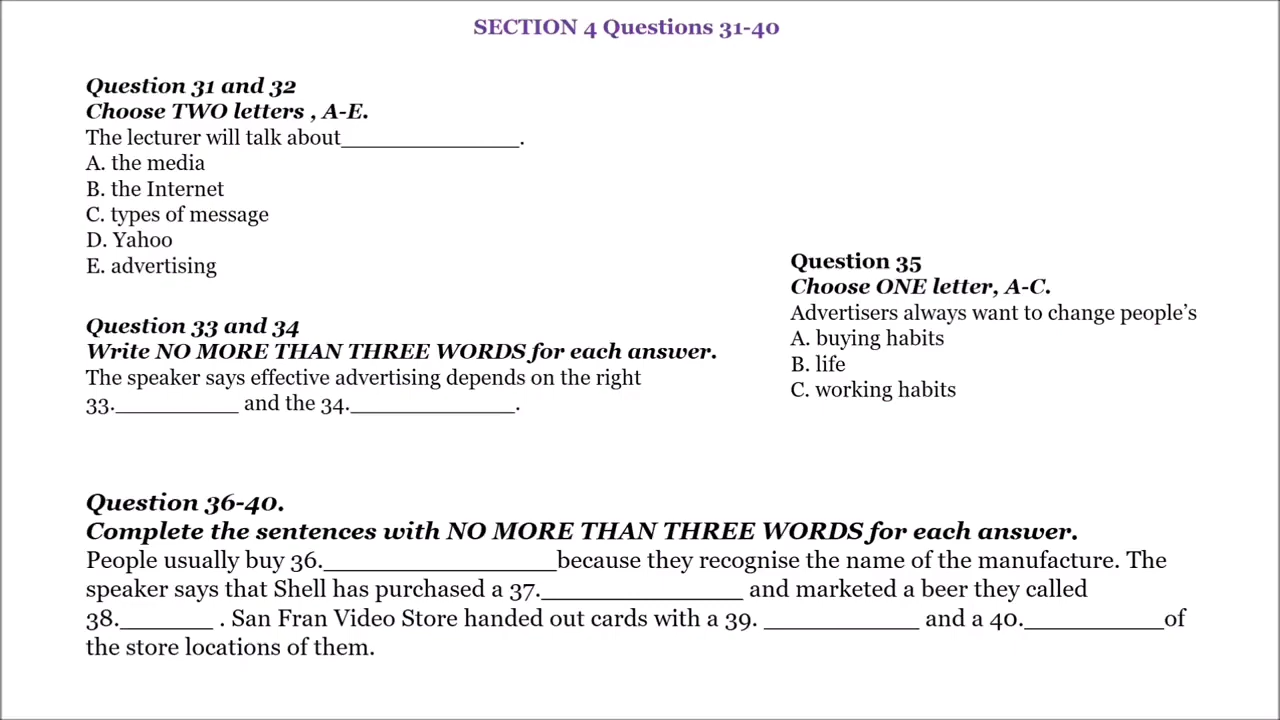 SECTION 4 Questions 31-40
Question 31 and 32
Choose TWO letters , A-E.
The lecturer will talk about_______________.
A. the media
B. the Internet
C. types of message
D. Yahoo
E. advertising
Question 33 and 34
Write NO MORE THAN THREE WORDS for each answer.
The speaker says effective advertising depends on the right
33.__________ and the 34._____________.
Question 35
Choose ONE letter, A-C.
Advertisers always want to change people’s
A. buying habits
B. life
C. working habits
Question 36-40.
Complete the sentences with NO MORE THAN THREE WORDS for each answer.
People usually buy 36.__________________because they recognise the name of the manufacture. The
speaker says that Shell has purchased a 37.________________ and marketed a beer they called
38._______ . San Fran Video Store handed out cards with a 39. ____________ and a 40.___________of
the store locations of them.